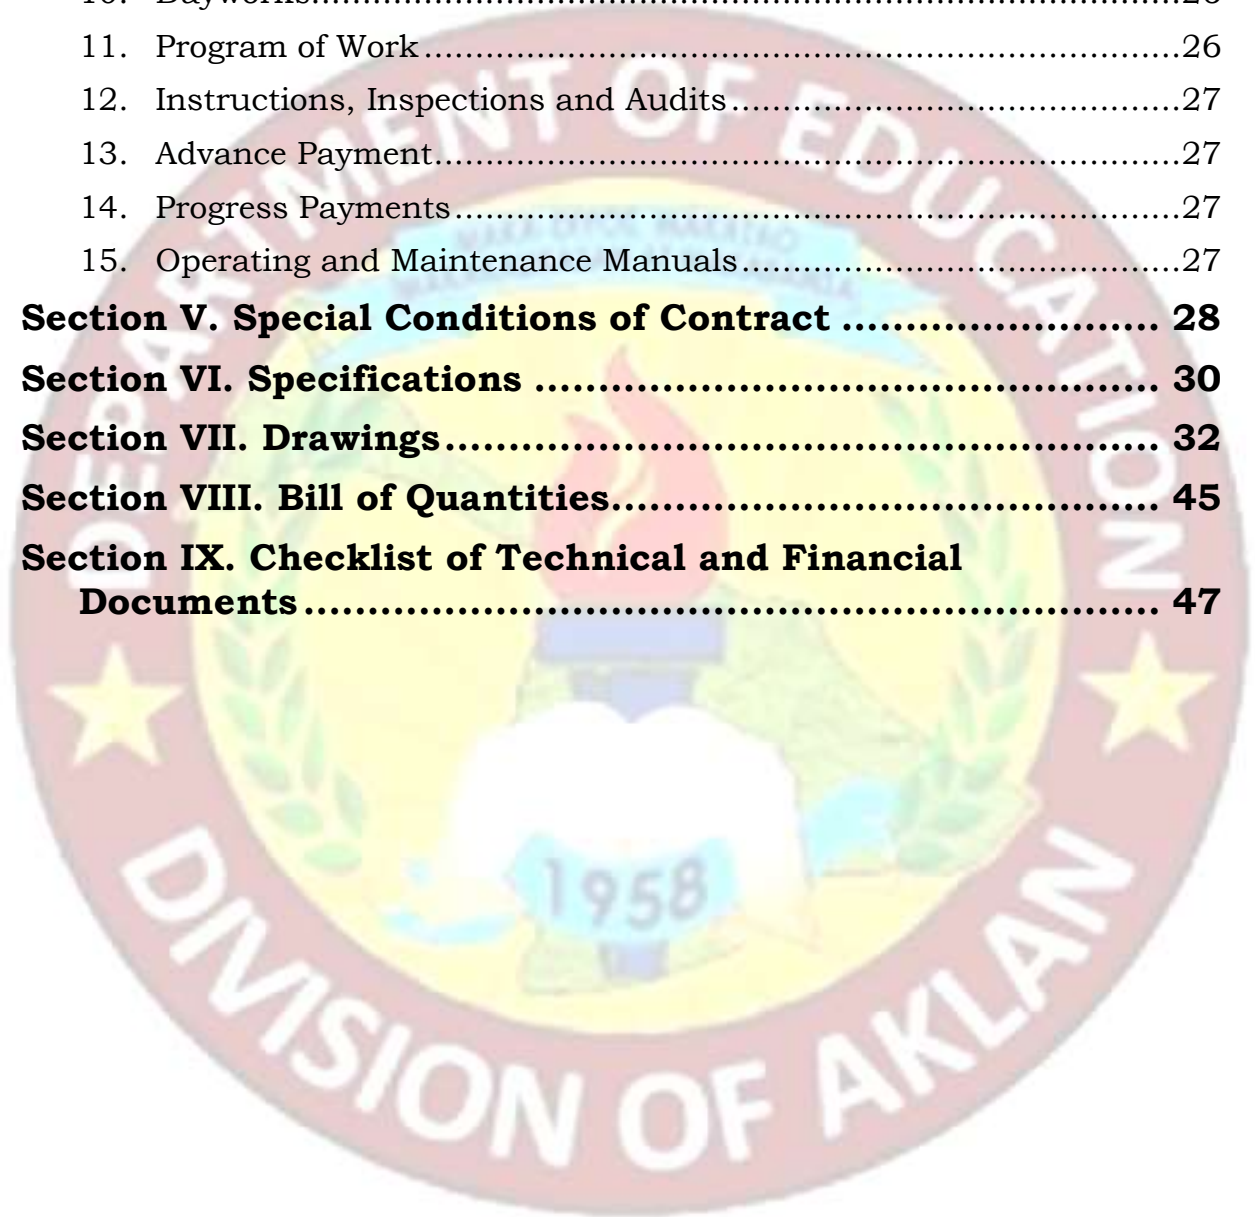 10. Dayworks........................................................................26
11. Program of Work........................................................................26
12. Instructions, Inspections and Audits................................................27
13. Advance Payment........................................................................27
14. Progress Payments........................................................................27
15. Operating and Maintenance Manuals................................................27
Section V. Special Conditions of Contract ........................ 28
Section VI. Specifications ................................................ 30
Section VII. Drawings...................................................... 32
Section VIII. Bill of Quantities.......................................... 45
Section IX. Checklist of Technical and Financial
Documents................................................................ 47
DEPARTMENT OF EDUCATION
1958
DIVISION OF AKLAN